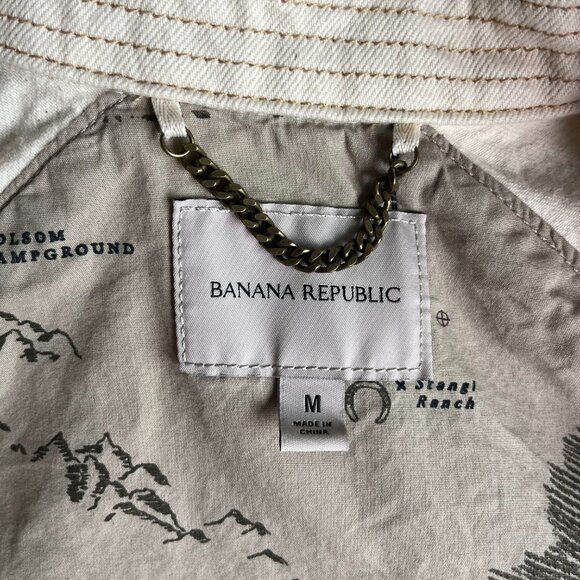 OLSOM
AMPGROUND
BANANA REPUBLIC
x Stangl
Ranch
M
MADE IN
CHINA